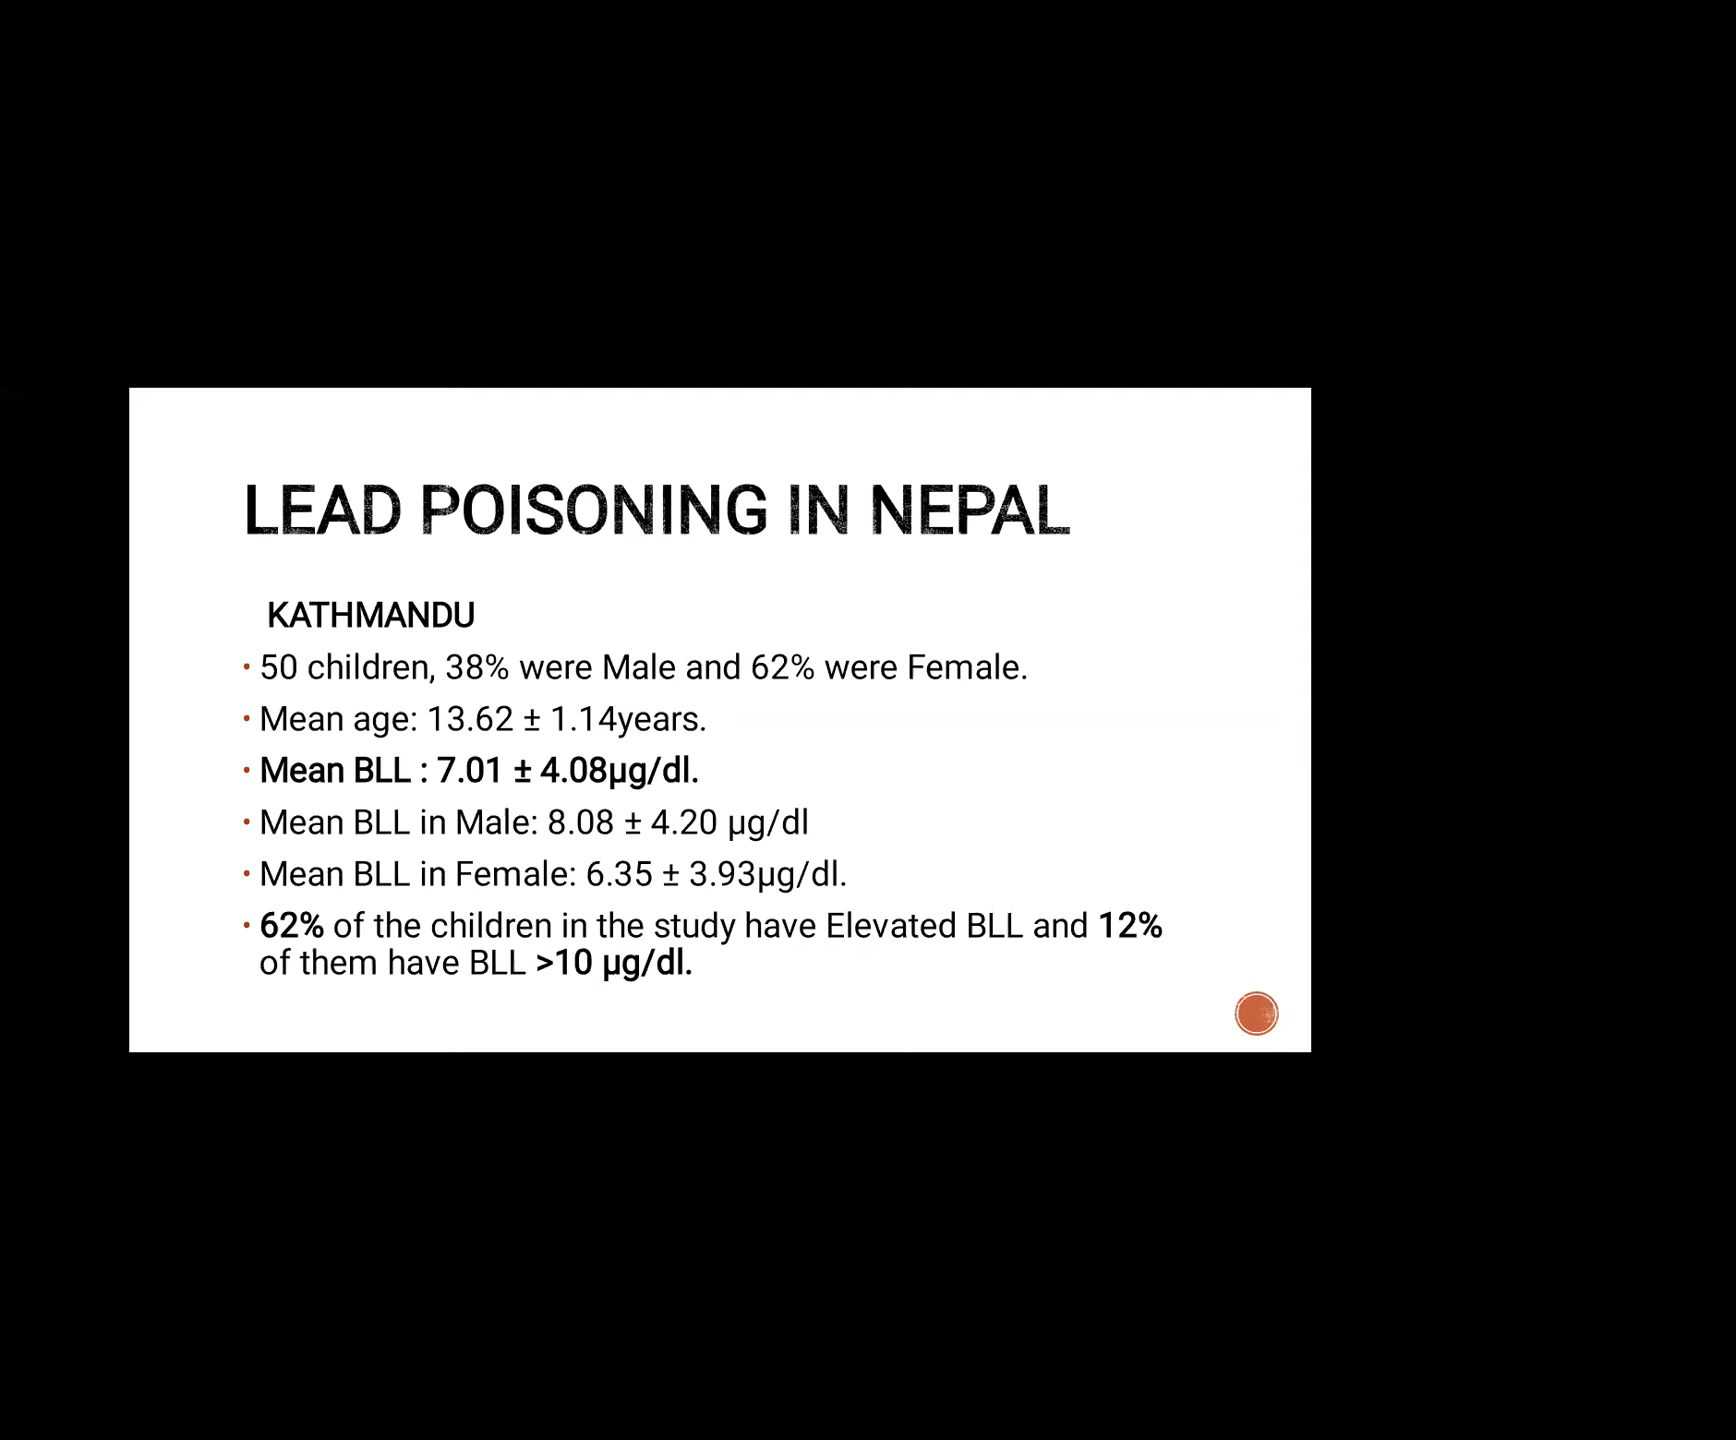 LEAD POISONING IN NEPAL
KATHMANDU
• 50 children, 38% were Male and 62% were Female.
• Mean age: 13.62 ± 1.14years.
• Mean BLL : 7.01 ± 4.08µg/dl.
• Mean BLL in Male: 8.08 ± 4.20 µg/dl
• Mean BLL in Female: 6.35 ± 3.93µg/dl.
• 62% of the children in the study have Elevated BLL and 12%
of them have BLL >10 µg/dl.